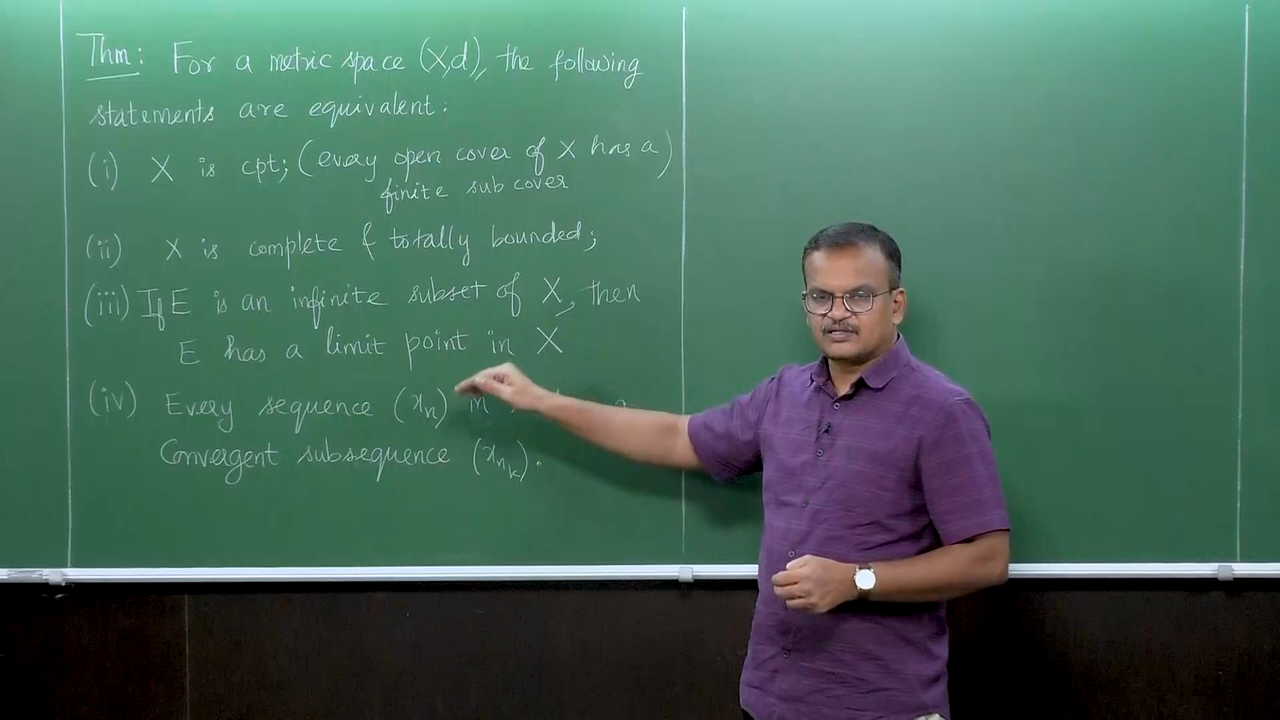 Thm: For a metric space (X,d), the following
statements are equivalent:
(i) X is cpt; (every open cover of X has a)
finite sub cover
(ii) X is complete & totally bounded;
(iii) If E is an infinite subset of X, then
E has a limit point in X
(iv) Every sequence (xₙ)
Convergent subsequence (xₙₖ).